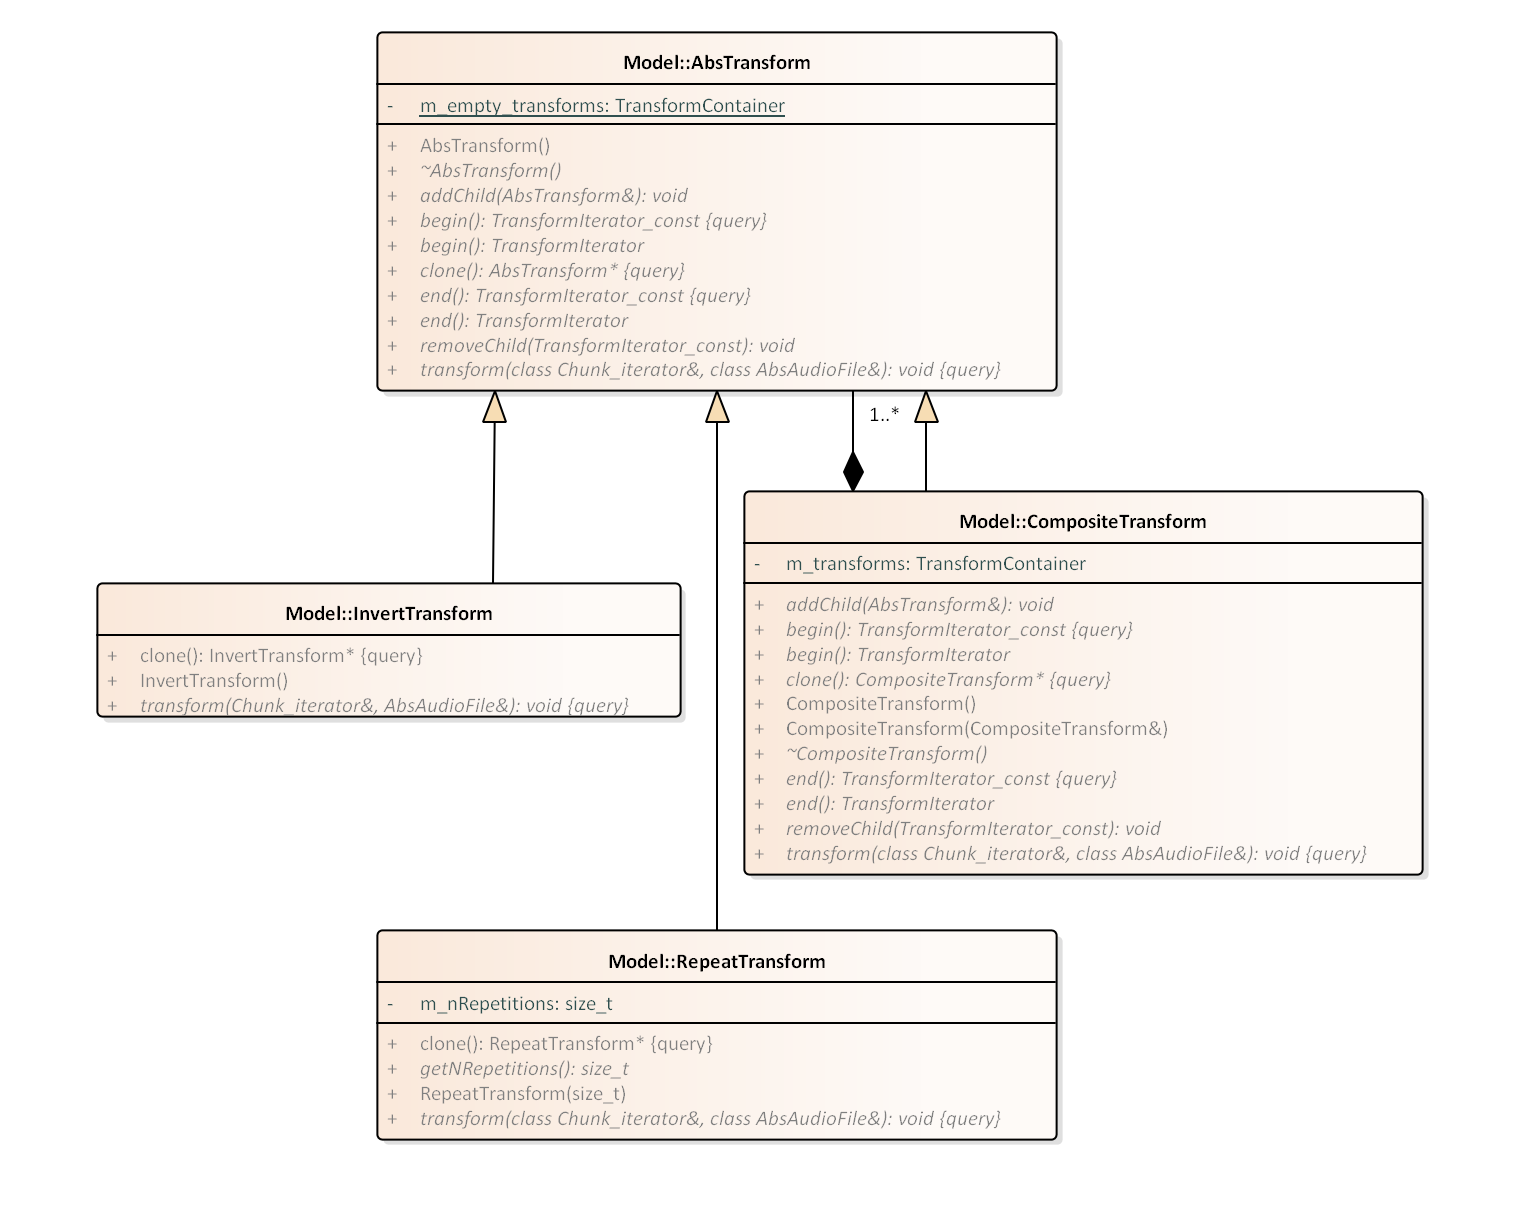 Model::AbsTransform
- m_empty_transforms: TransformContainer
+ AbsTransform()
+ ~AbsTransform()
+ addChild(AbsTransform&): void
+ begin(): TransformIterator_const {query}
+ begin(): TransformIterator
+ clone(): AbsTransform* {query}
+ end(): TransformIterator_const {query}
+ end(): TransformIterator
+ removeChild(TransformIterator_const): void
+ transform(class Chunk_iterator&, class AbsAudioFile&): void {query}
1..*
Model::CompositeTransform
- m_transforms: TransformContainer
+ addChild(AbsTransform&): void
+ begin(): TransformIterator_const {query}
+ begin(): TransformIterator
+ clone(): CompositeTransform* {query}
+ CompositeTransform()
+ CompositeTransform(CompositeTransform&)
+ ~CompositeTransform()
+ end(): TransformIterator_const {query}
+ end(): TransformIterator
+ removeChild(TransformIterator_const): void
+ transform(class Chunk_iterator&, class AbsAudioFile&): void {query}
Model::InvertTransform
+ clone(): InvertTransform* {query}
+ InvertTransform()
+ transform(Chunk_iterator&, AbsAudioFile&): void {query}
Model::RepeatTransform
- m_nRepetitions: size_t
+ clone(): RepeatTransform* {query}
+ getNRepetitions(): size_t
+ RepeatTransform(size_t)
+ transform(class Chunk_iterator&, class AbsAudioFile&): void {query}